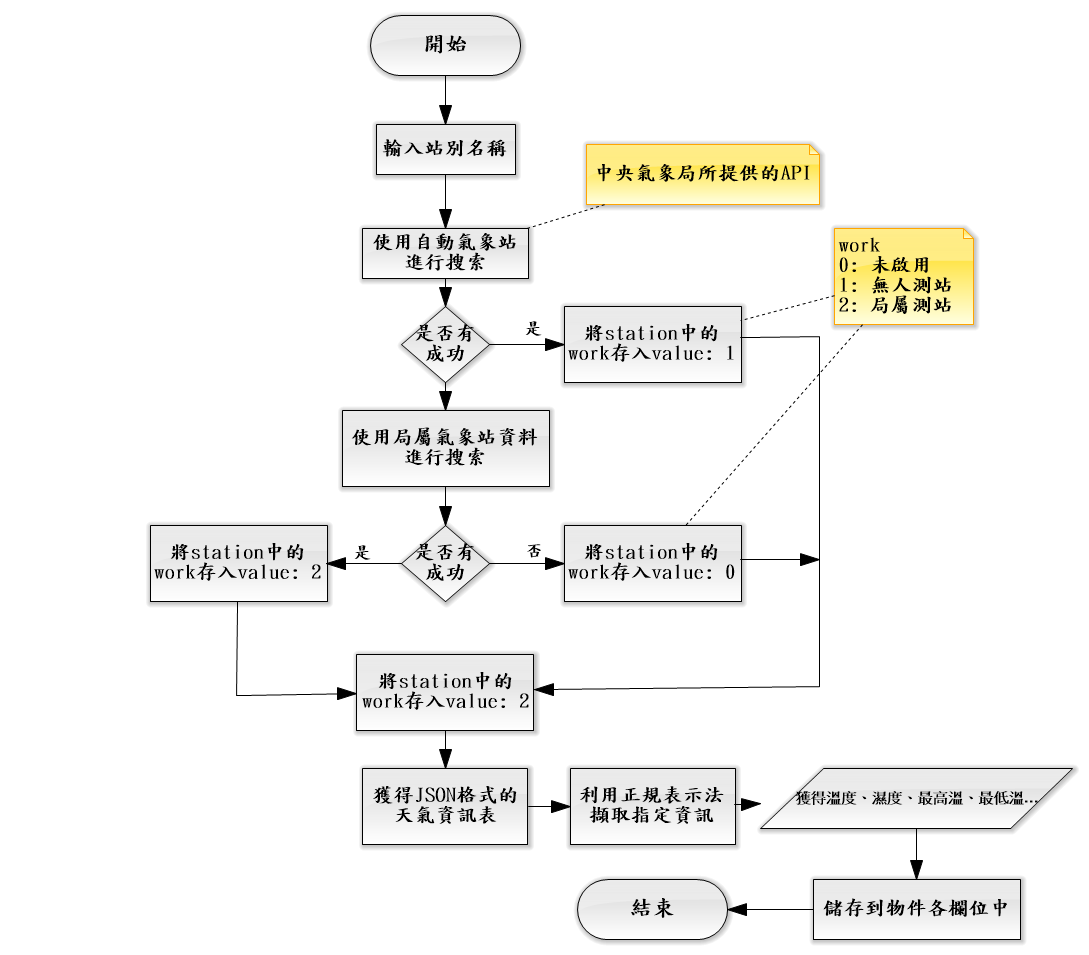 開始
輸入站別名稱
中央氣象局所提供的API
使用自動氣象站
進行搜索
work
0: 未啟用
1: 無人測站
2: 局屬測站
是否有
成功
是
將station中的
work存入value: 1
使用局屬氣象站資料
進行搜索
將station中的
work存入value: 2
是
是否有
成功
否
將station中的
work存入value: 0
將station中的
work存入value: 2
獲得JSON格式的
天氣資訊表
利用正規表示法
擷取指定資訊
獲得溫度、濕度、最高溫、最低溫...
結束
儲存到物件各欄位中